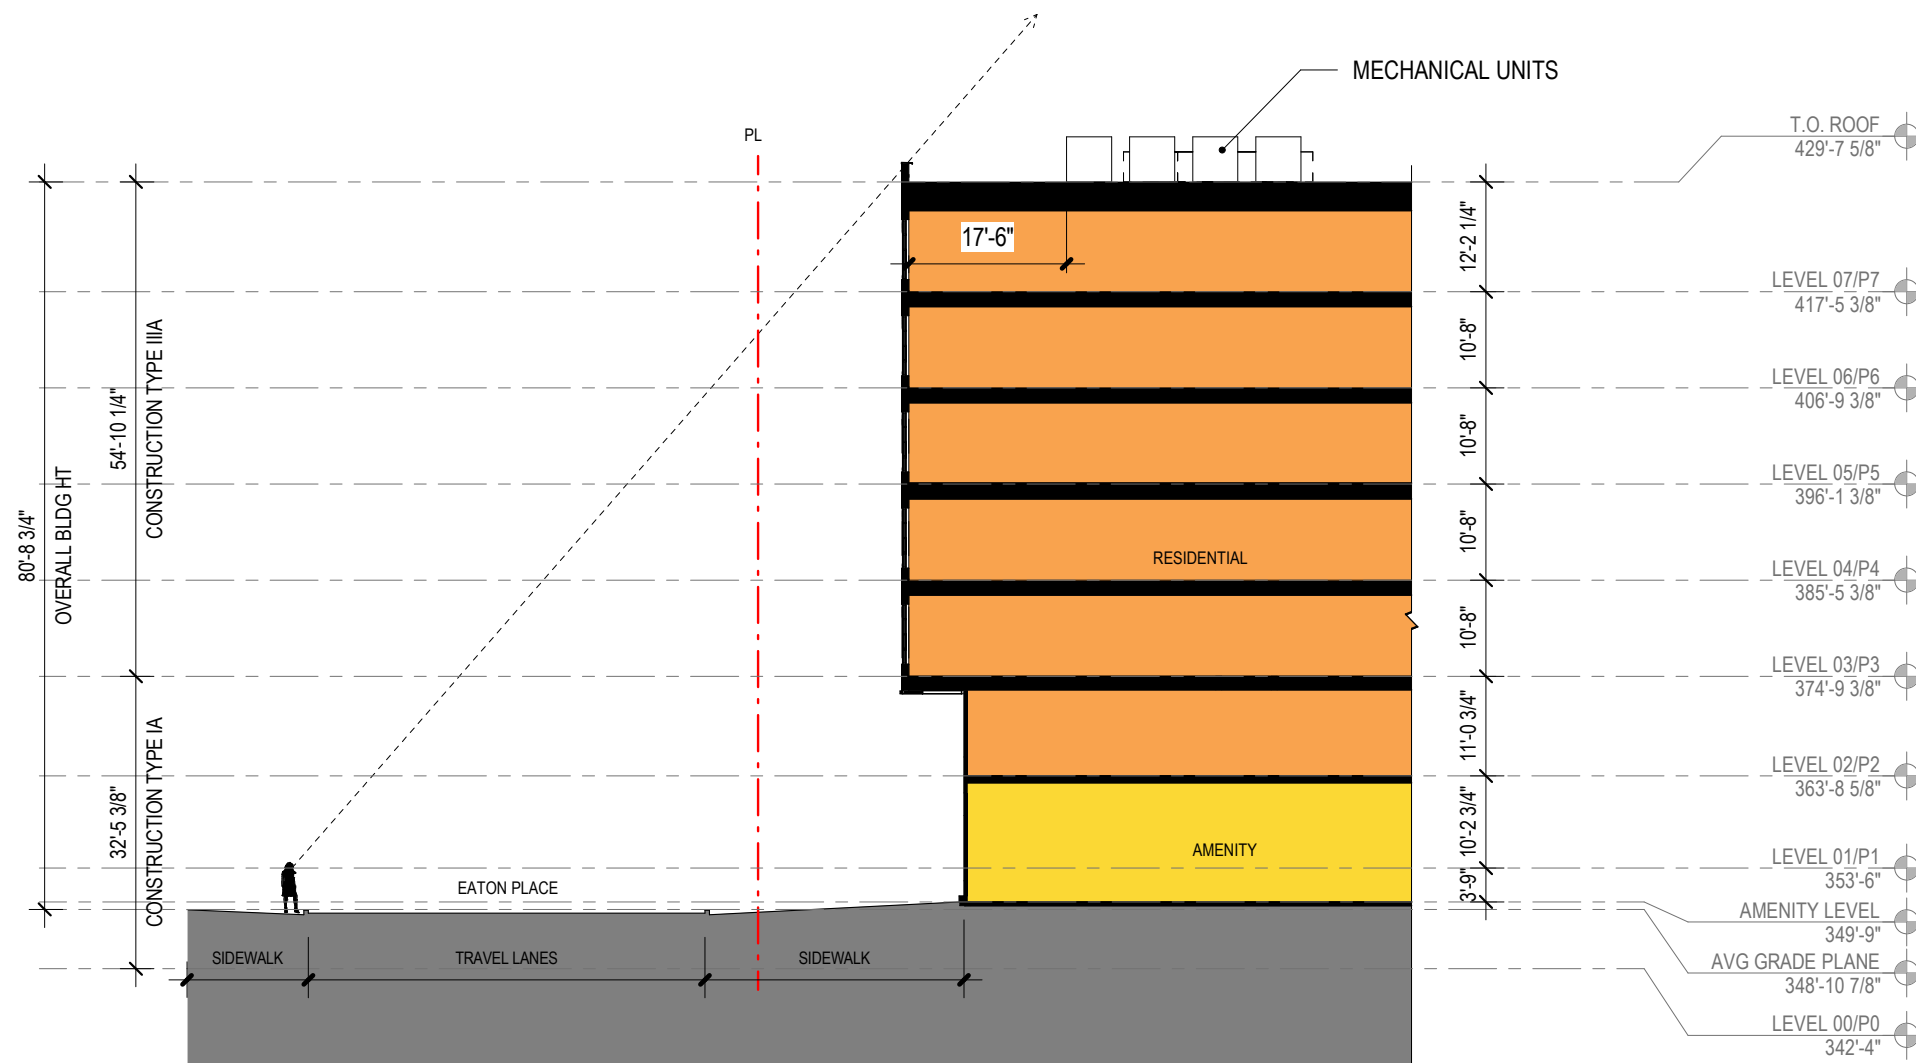 MECHANICAL UNITS
PL
T.O. ROOF
429'-7 5/8"
17'-6"
12'-2 1/4"
LEVEL 07/P7
417'-5 3/8"
10'-8"
LEVEL 06/P6
406'-9 3/8"
10'-8"
LEVEL 05/P5
396'-1 3/8"
10'-8"
RESIDENTIAL
LEVEL 04/P4
385'-5 3/8"
10'-8"
LEVEL 03/P3
374'-9 3/8"
11'-0 3/4"
LEVEL 02/P2
363'-8 5/8"
10'-2 3/4"
AMENITY
LEVEL 01/P1
353'-6"
3'-9"
AMENITY LEVEL
349'-9"
AVG GRADE PLANE
348'-10 7/8"
LEVEL 00/P0
342'-4"
80'-8 3/4"
OVERALL BLDG HT
54'-10 1/4"
CONSTRUCTION TYPE IIIA
32'-5 3/8"
CONSTRUCTION TYPE IA
EATON PLACE
SIDEWALK
TRAVEL LANES
SIDEWALK